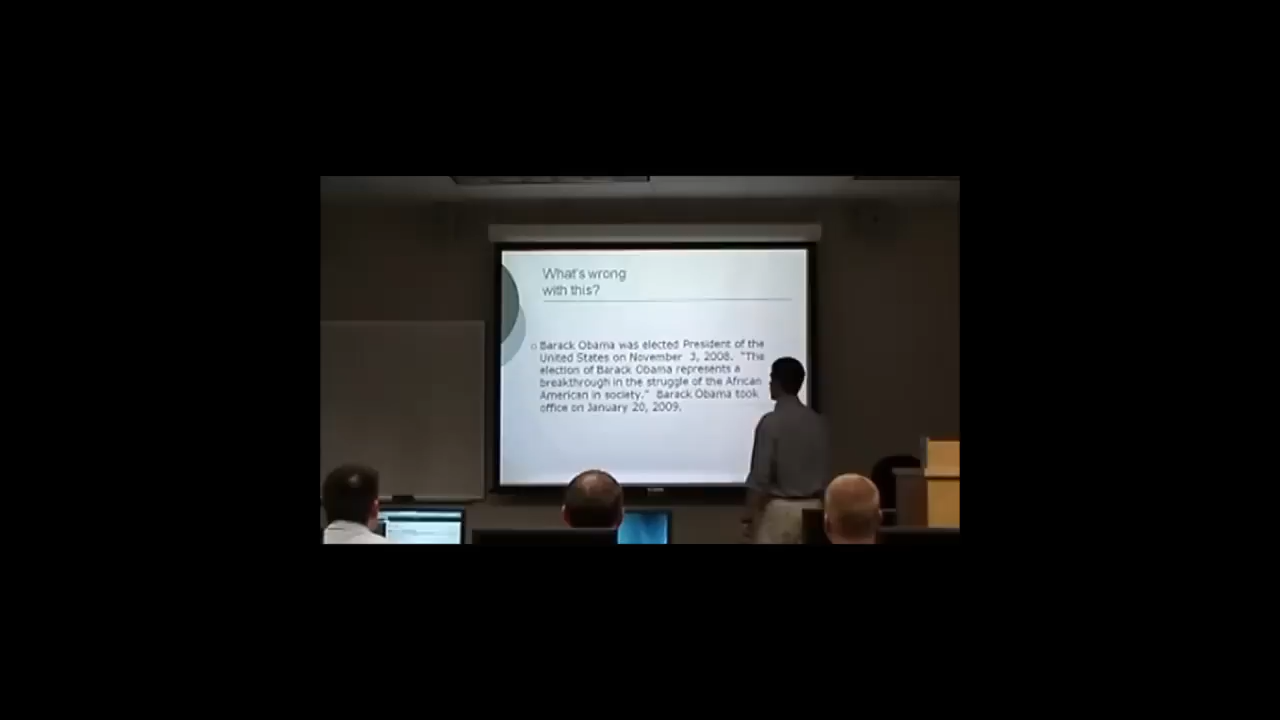 What's wrong
with this?
Barack Obama was elected President of the
United States on November 3, 2008. "The
election of Barack Obama represents a
breakthrough in the struggle of the African
American in society." Barack Obama took
office on January 20, 2009.